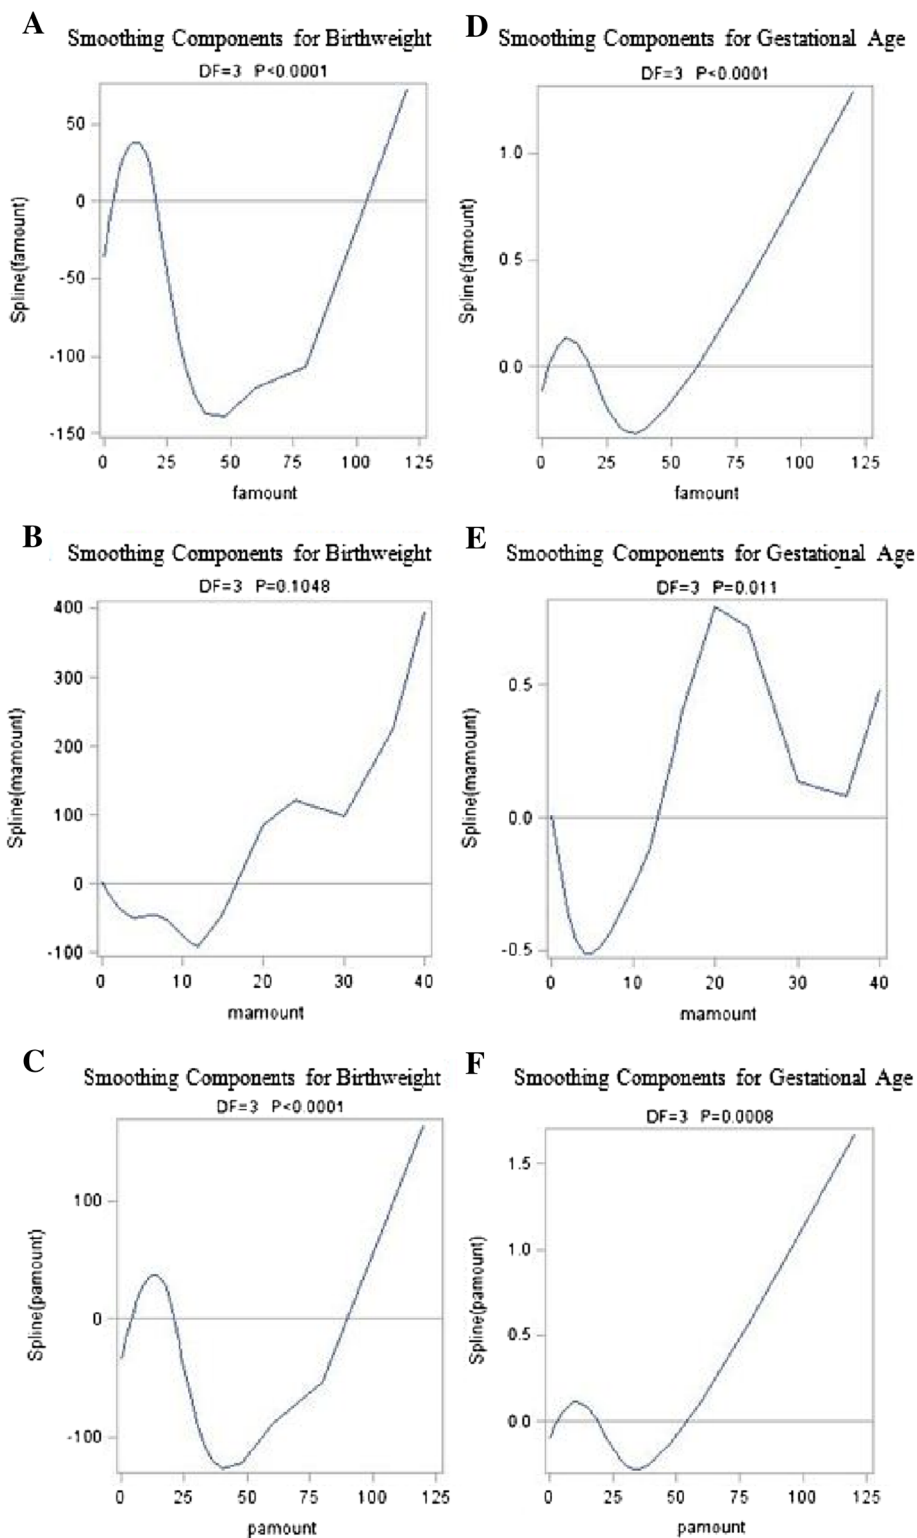 A
Smoothing Components for Birthweight
DF=3 P<0.0001
Spline(famount)
50
0
-50
-100
-150
0 25 50 75 100 125
famount
D
Smoothing Components for Gestational Age
DF=3 P<0.0001
Spline(famount)
1.0
0.5
0.0
0 25 50 75 100 125
famount
B
Smoothing Components for Birthweight
DF=3 P=0.1048
Spline(mamount)
400
300
200
100
0
-100
0 10 20 30 40
mamount
E
Smoothing Components for Gestational Age
DF=3 P=0.011
Spline(mamount)
0.5
0.0
-0.5
0 10 20 30 40
mamount
C
Smoothing Components for Birthweight
DF=3 P<0.0001
Spline(pamount)
100
0
-100
0 25 50 75 100 125
pamount
F
Smoothing Components for Gestational Age
DF=3 P=0.0008
Spline(pamount)
1.5
1.0
0.5
0.0
0 25 50 75 100 125
pamount